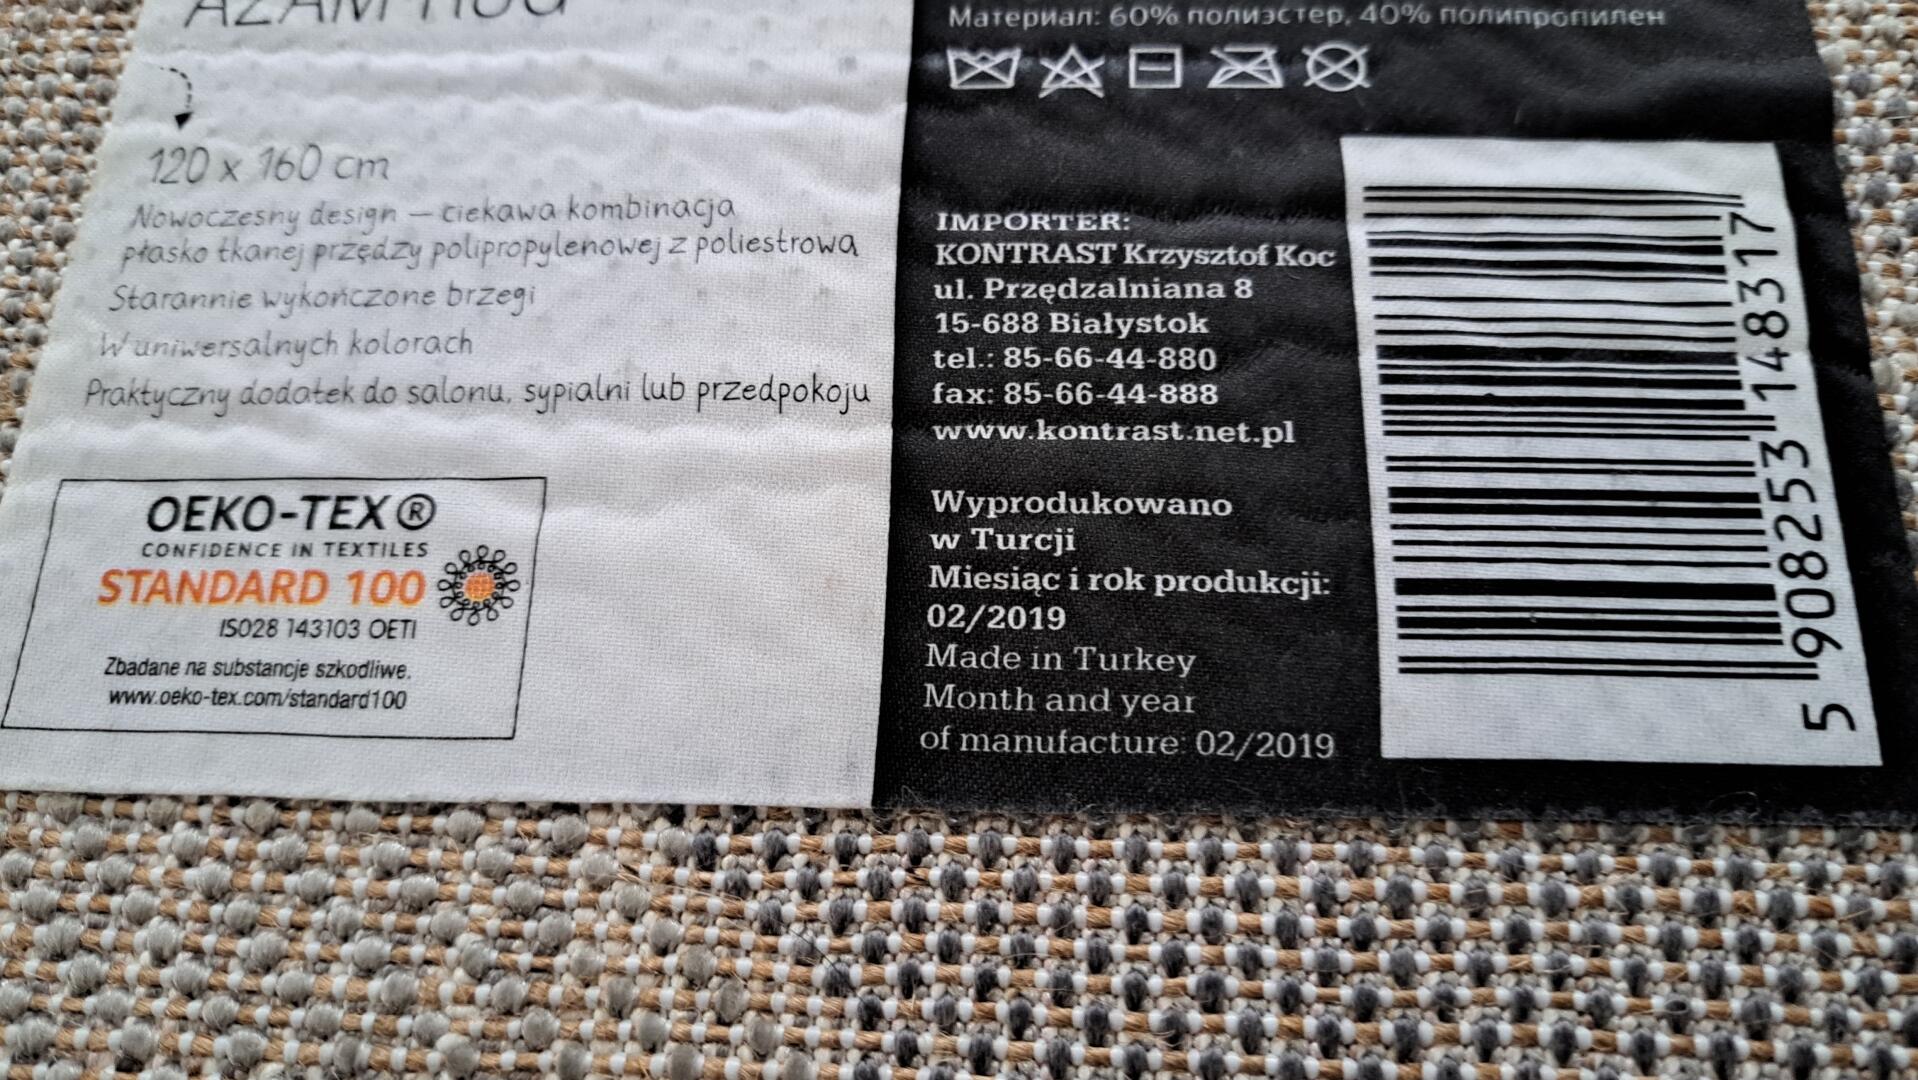 120 x 160 cm
Nowoczesny design – ciekawa kombinacja
płasko tkanej przędzy polipropylenowej z poliestrowa
Starannie wykończone brzegi
W uniwersalnych kolorach
Praktyczny dodatek do salonu, sypialni lub przedpokoju
OEKO-TEX®
CONFIDENCE IN TEXTILES
STANDARD 100
IS028 143103 OETI
Zbadane na substancje szkodliwe.
www.oeko-tex.com/standard100
Материал: 60% полиэстер, 40% полипропилен
IMPORTER:
KONTRAST Krzysztof Koc
ul. Przędzalniana 8
15-688 Białystok
tel.: 85-66-44-880
fax: 85-66-44-888
www.kontrast.net.pl
Wyprodukowano
w Turcji
Miesiąc i rok produkcji:
02/2019
Made in Turkey
Month and year
of manufacture: 02/2019
5 908253 148317